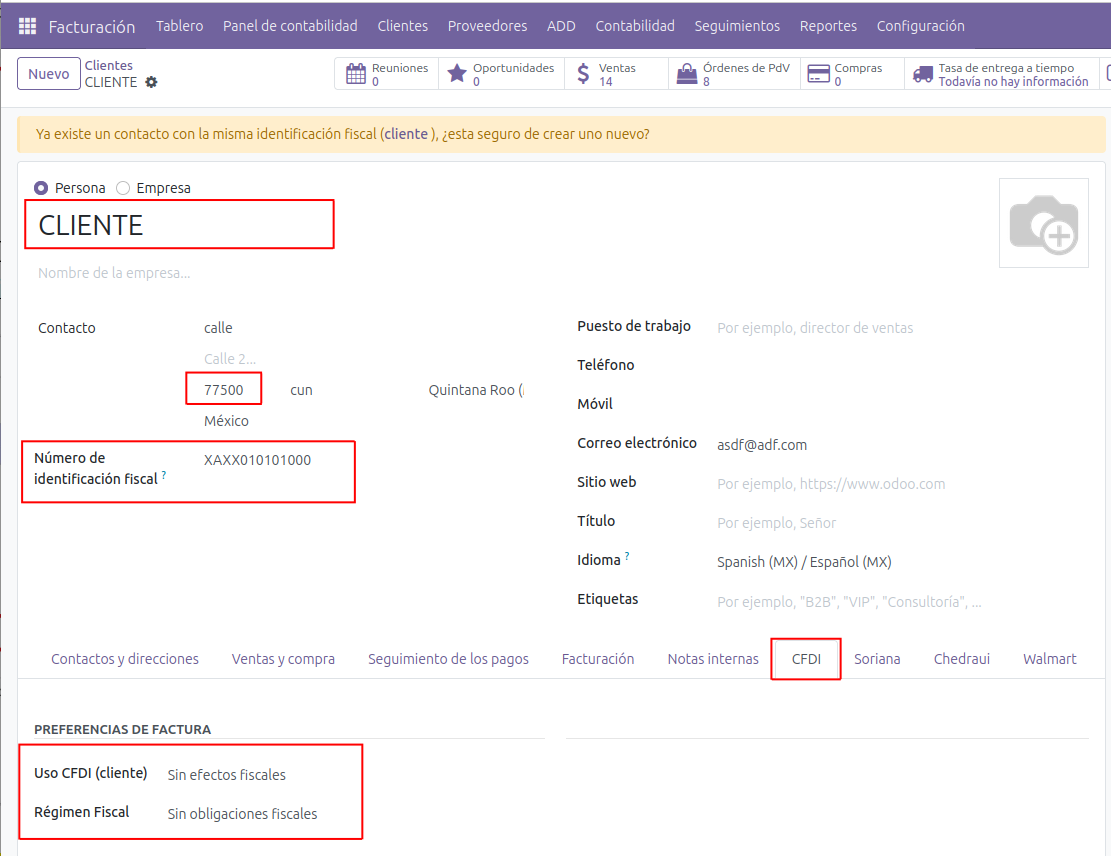 Facturación Tablero Panel de contabilidad Clientes Proveedores ADD Contabilidad Seguimientos Reportes Configuración
Nuevo
Clientes
CLIENTE
Reuniones
0
Oportunidades
0
Ventas
14
Órdenes de PdV
8
Compras
0
Tasa de entrega a tiempo
Todavía no hay información
Ya existe un contacto con la misma identificación fiscal (cliente ), ¿esta seguro de crear uno nuevo?
Persona Empresa
CLIENTE
Nombre de la empresa...
Contacto calle
Calle 2...
77500 cun Quintana Roo (
México
Número de
identificación fiscal ? XAXX010101000
Puesto de trabajo Por ejemplo, director de ventas
Teléfono
Móvil
Correo electrónico asdf@adf.com
Sitio web Por ejemplo, https://www.odoo.com
Título Por ejemplo, Señor
Idioma ? Spanish (MX) / Español (MX)
Etiquetas Por ejemplo, "B2B", "VIP", "Consultoría", ...
Contactos y direcciones Ventas y compra Seguimiento de los pagos Facturación Notas internas CFDI Soriana Chedraui Walmart
PREFERENCIAS DE FACTURA
Uso CFDI (cliente) Sin efectos fiscales
Régimen Fiscal Sin obligaciones fiscales